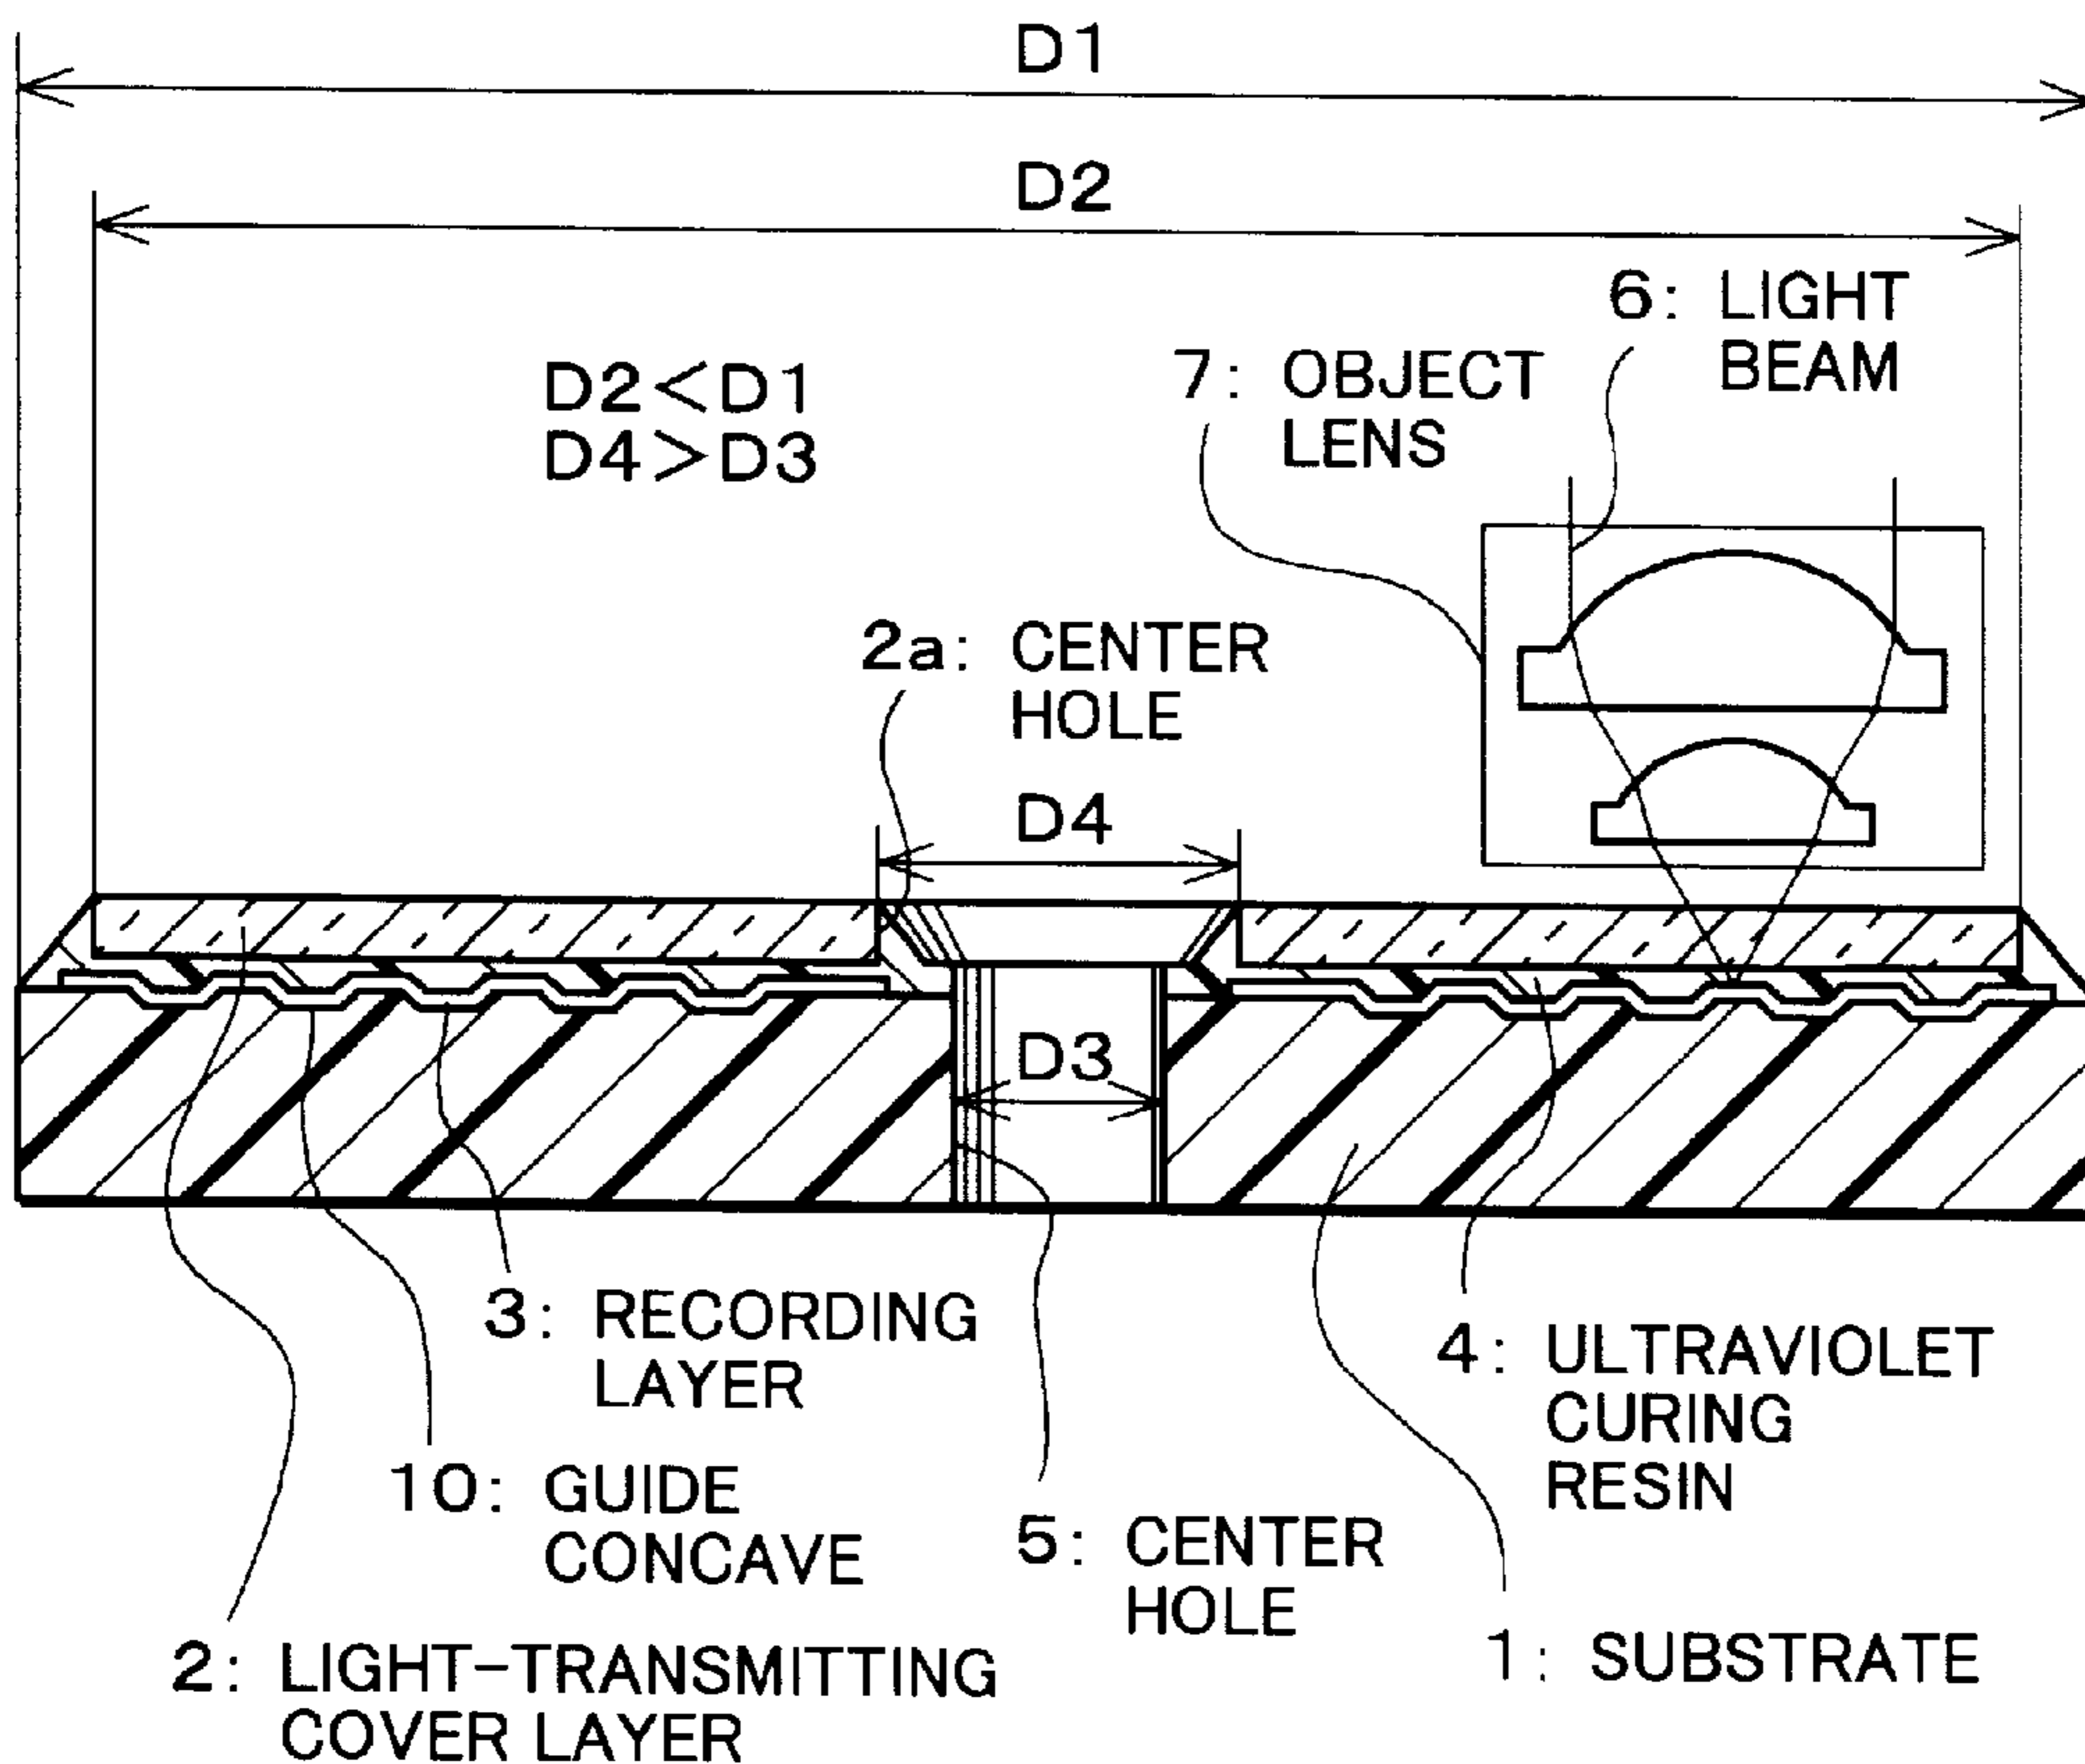 D1
D2
6: LIGHT
BEAM
7: OBJECT
LENS
D2<D1
D4>D3
2a: CENTER
HOLE
D4
D3
3: RECORDING
LAYER
4: ULTRAVIOLET
CURING
RESIN
10: GUIDE
CONCAVE
5: CENTER
HOLE
2: LIGHT-TRANSMITTING
COVER LAYER
1: SUBSTRATE